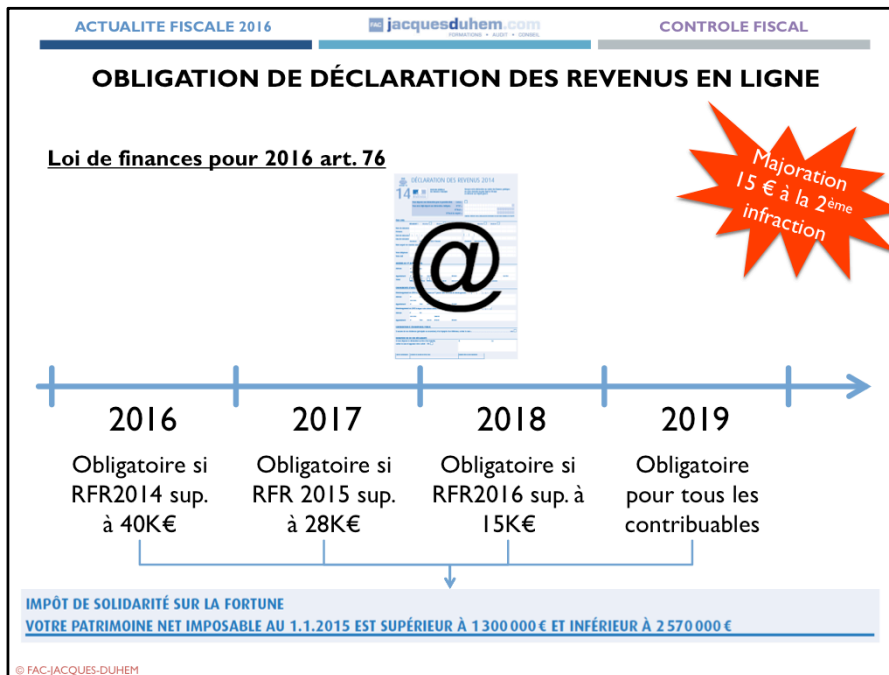 ACTUALITE FISCALE 2016
FAC jacquesduhem.com
FORMATIONS • AUDIT • CONSEIL
CONTROLE FISCAL
OBLIGATION DE DÉCLARATION DES REVENUS EN LIGNE
Loi de finances pour 2016 art. 76
Majoration
15 € à la 2ème
infraction
14 DÉCLARATION DES REVENUS 2014
@
2016
Obligatoire si
RFR2014 sup.
à 40K€
2017
Obligatoire si
RFR 2015 sup.
à 28K€
2018
Obligatoire si
RFR2016 sup. à
15K€
2019
Obligatoire
pour tous les
contribuables
IMPÔT DE SOLIDARITÉ SUR LA FORTUNE
VOTRE PATRIMOINE NET IMPOSABLE AU 1.1.2015 EST SUPÉRIEUR À 1 300 000 € ET INFÉRIEUR À 2 570 000 €
© FAC-JACQUES-DUHEM